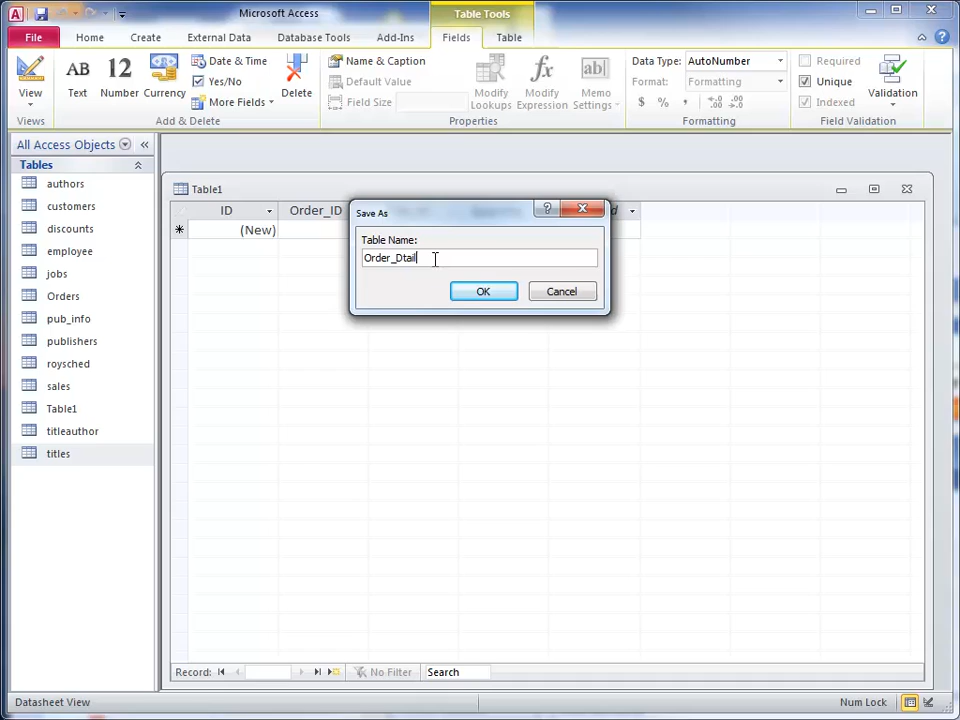 Microsoft Access
Table Tools
File Home Create External Data Database Tools Add-Ins Fields Table
View
Views
AB
Text
12
Number
Currency
Date & Time
Yes/No
More Fields
Delete
Add & Delete
Name & Caption
Default Value
Field Size
Modify Lookups
fx
Modify Expression
ab
Memo Settings
Properties
Data Type: AutoNumber
Format: Formatting
$ % , .00 .00
Formatting
Required
Unique
Indexed
Validation
Field Validation
All Access Objects
Tables
authors
customers
discounts
employee
jobs
Orders
pub_info
publishers
roysched
sales
Table1
titleauthor
titles
Table1
ID Order_ID
(New)
Save As
Table Name:
Order_Dtail
OK Cancel
Record: No Filter Search
Datasheet View
Num Lock